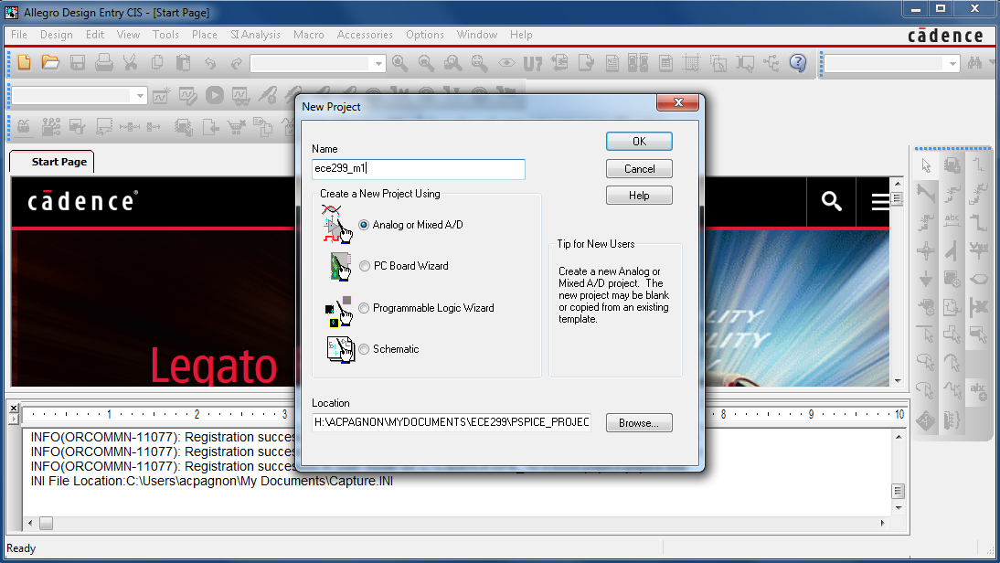 Allegro Design Entry CIS - [Start Page]
File Design Edit View Tools Place SI Analysis Macro Accessories Options Window Help
cādence
U?
New Project
Name
OK
ece299_m1
Cancel
Help
Create a New Project Using
Analog or Mixed A/D
PC Board Wizard
Programmable Logic Wizard
Schematic
Tip for New Users
Create a new Analog or
Mixed A/D project. The
new project may be blank
or copied from an existing
template.
Location
H:\ACPAGNON\MYDOCUMENTS\ECE299\PSPICE_PROJEC
Browse...
Start Page
cādence®
Legato
LITY
LITY
abc
abc
1 2 3 8 9 10
INFO(ORCOMMN-11077): Registration succes
INFO(ORCOMMN-11077): Registration succes
INFO(ORCOMMN-11077): Registration succes
INI File Location:C:\Users\acpagnon\My Documents\Capture.INI
Ready